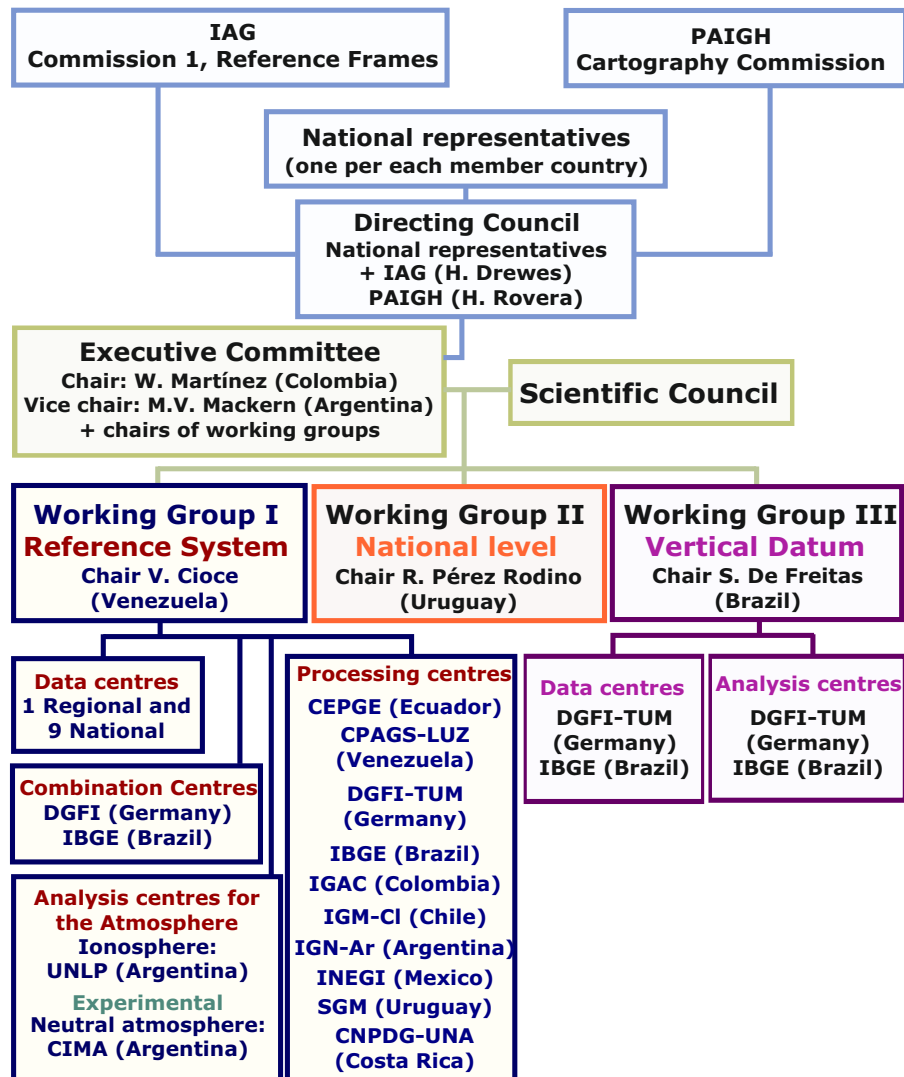 IAG
Commission 1, Reference Frames
PAIGH
Cartography Commission
National representatives
(one per each member country)
Directing Council
National representatives
+ IAG (H. Drewes)
PAIGH (H. Rovera)
Executive Committee
Chair: W. Martínez (Colombia)
Vice chair: M.V. Mackern (Argentina)
+ chairs of working groups
Scientific Council
Working Group I
Reference System
Chair V. Cioce
(Venezuela)
Working Group II
National level
Chair R. Pérez Rodino
(Uruguay)
Working Group III
Vertical Datum
Chair S. De Freitas
(Brazil)
Data centres
1 Regional and
9 National
Combination Centres
DGFI (Germany)
IBGE (Brazil)
Analysis centres for
the Atmosphere
Ionosphere:
UNLP (Argentina)
Experimental
Neutral atmosphere:
CIMA (Argentina)
Processing centres
CEPGE (Ecuador)
CPAGS-LUZ
(Venezuela)
DGFI-TUM
(Germany)
IBGE (Brazil)
IGAC (Colombia)
IGM-Cl (Chile)
IGN-Ar (Argentina)
INEGI (Mexico)
SGM (Uruguay)
CNPDG-UNA
(Costa Rica)
Data centres
DGFI-TUM
(Germany)
IBGE (Brazil)
Analysis centres
DGFI-TUM
(Germany)
IBGE (Brazil)